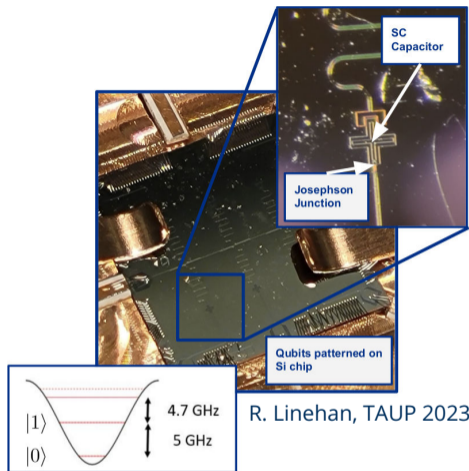 SC
Capacitor
Josephson
Junction
Qubits patterned on
Si chip
|1⟩
|0⟩
4.7 GHz
5 GHz
R. Linehan, TAUP 2023